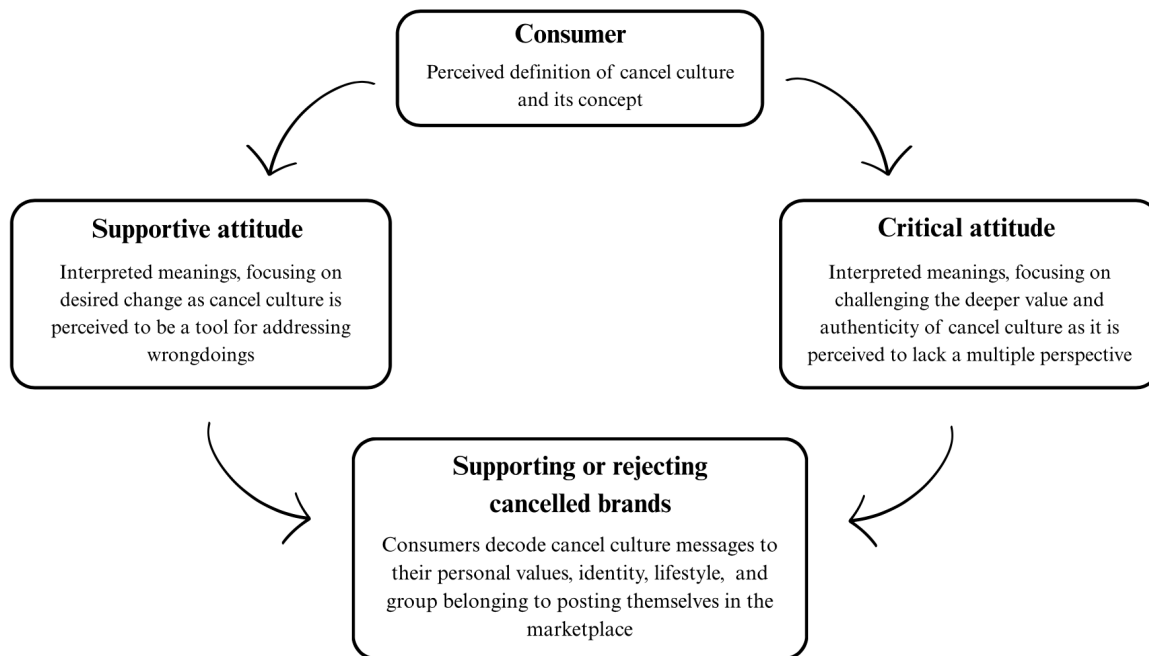 Consumer
Perceived definition of cancel culture
and its concept
Supportive attitude
Interpreted meanings, focusing on
desired change as cancel culture is
perceived to be a tool for addressing
wrongdoings
Critical attitude
Interpreted meanings, focusing on
challenging the deeper value and
authenticity of cancel culture as it is
perceived to lack a multiple perspective
Supporting or rejecting
cancelled brands
Consumers decode cancel culture messages to
their personal values, identity, lifestyle, and
group belonging to posting themselves in the
marketplace